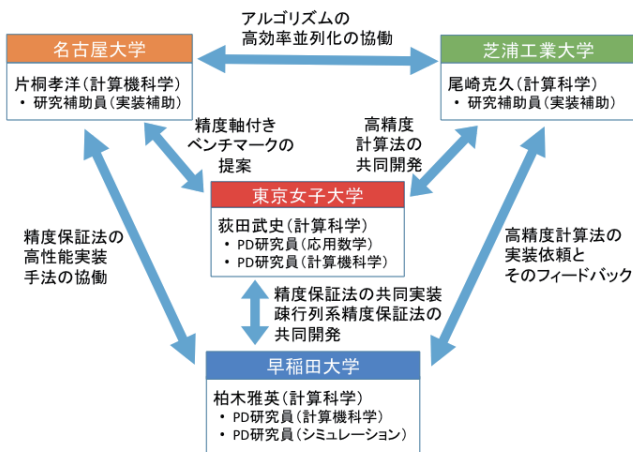 アルゴリズムの
高効率並列化の協働
名古屋大学
片桐孝洋(計算機科学)
• 研究補助員(実装補助)
芝浦工業大学
尾崎克久(計算科学)
• 研究補助員(実装補助)
精度軸付き
ベンチマークの
提案
高精度
計算法の
共同開発
東京女子大学
荻田武史(計算科学)
• PD研究員(応用数学)
• PD研究員(計算機科学)
精度保証法の
高性能実装
手法の協働
高精度計算法の
実装依頼と
そのフィードバック
精度保証法の共同実装
疎行列系精度保証法の
共同開発
早稲田大学
柏木雅英(計算科学)
• PD研究員(計算機科学)
• PD研究員(シミュレーション)